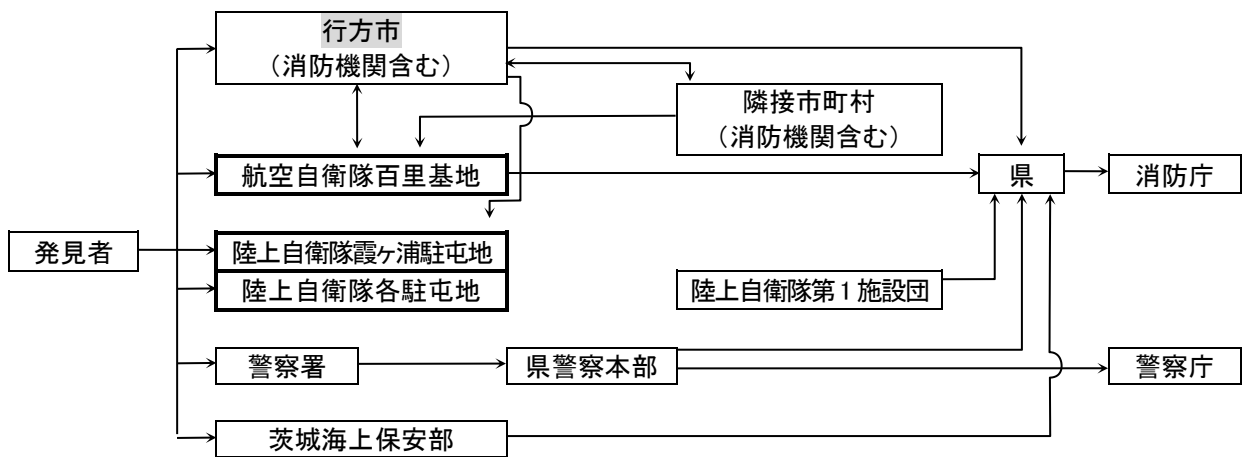 行方市
（消防機関含む）
隣接市町村
（消防機関含む）
航空自衛隊百里基地
県
消防庁
発見者
陸上自衛隊霞ヶ浦駐屯地
陸上自衛隊各駐屯地
陸上自衛隊第１施設団
警察署
県警察本部
警察庁
茨城海上保安部